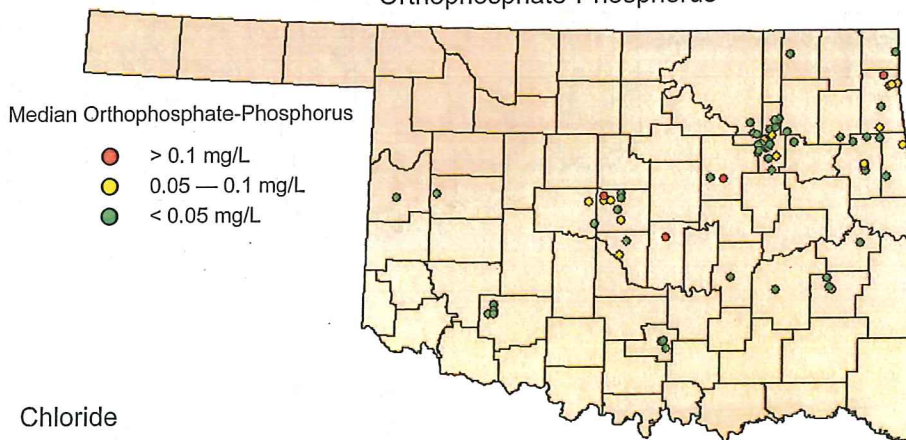 Orthophosphate-Phosphorus
Median Orthophosphate-Phosphorus
> 0.1 mg/L
0.05 — 0.1 mg/L
< 0.05 mg/L
Chloride